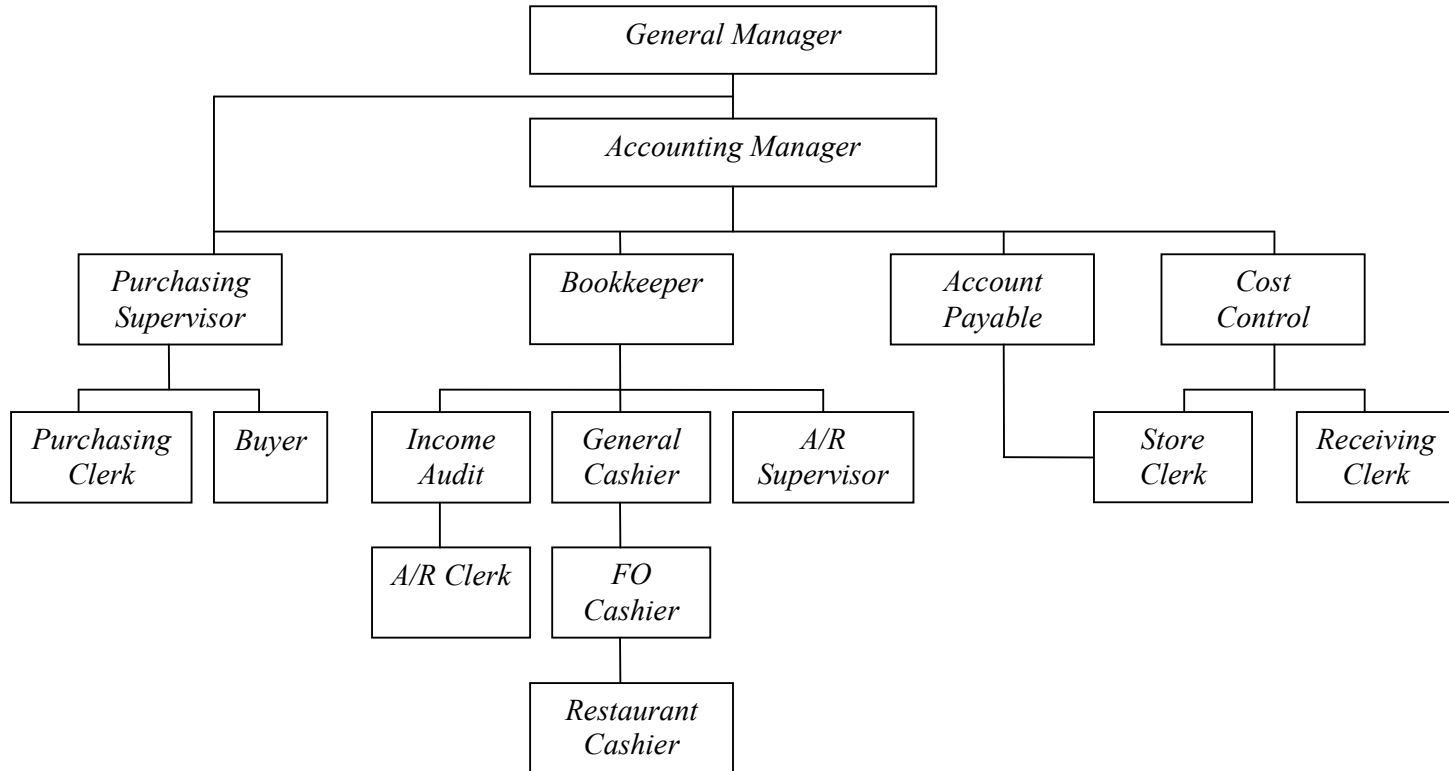 General Manager
Accounting Manager
Purchasing
Supervisor
Bookkeeper
Account
Payable
Cost
Control
Purchasing
Clerk
Buyer
Income
Audit
General
Cashier
A/R
Supervisor
Store
Clerk
Receiving
Clerk
A/R Clerk
FO
Cashier
Restaurant
Cashier